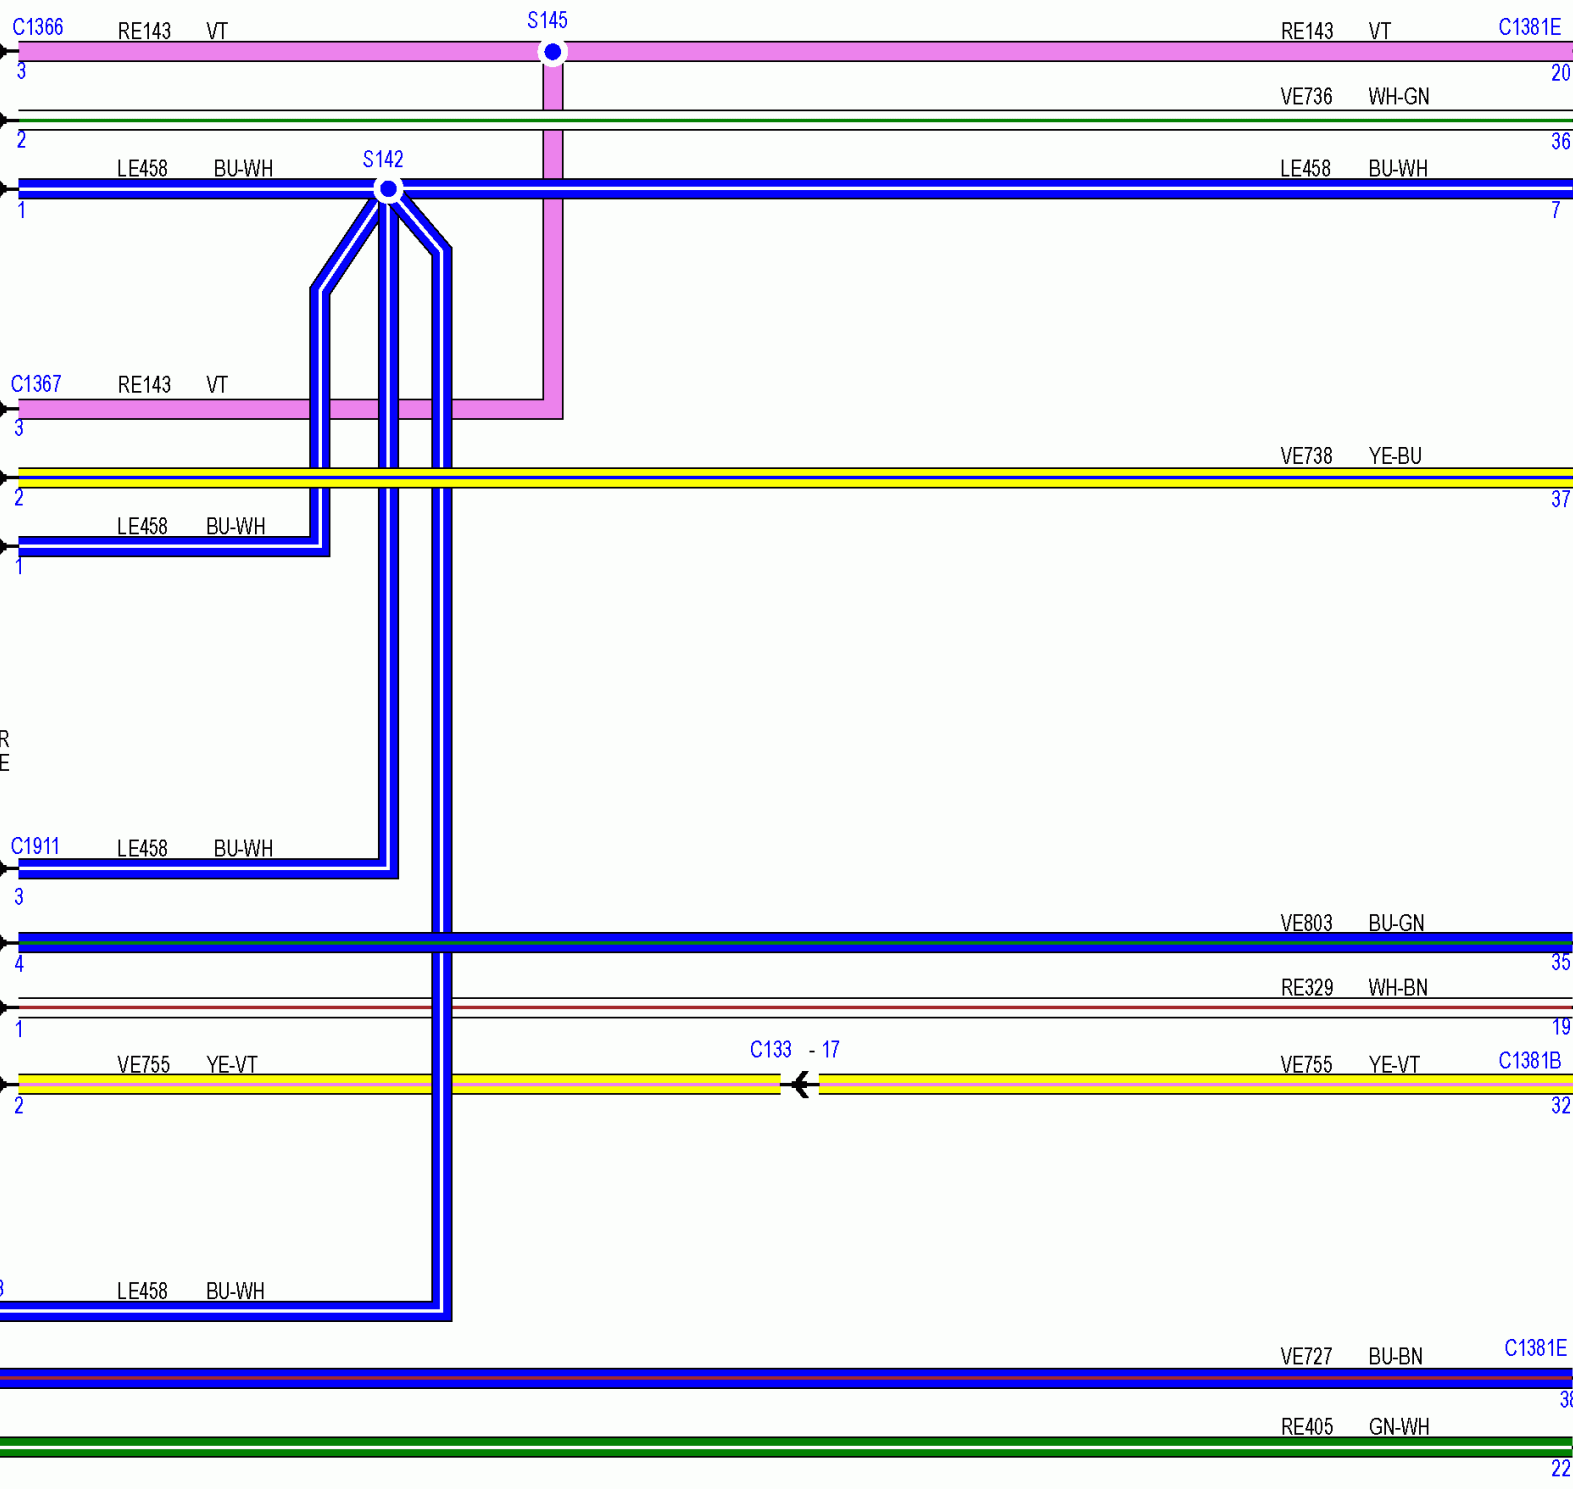 C1366 RE143 VT S145 RE143 VT C1381E
3 20
VE736 WH-GN
2 36
LE458 BU-WH S142 LE458 BU-WH
1 7
C1367 RE143 VT
3
VE738 YE-BU
2 37
LE458 BU-WH
1
R
E
C1911 LE458 BU-WH
3
VE803 BU-GN
4 35
RE329 WH-BN
1 19
C133 - 17
VE755 YE-VT VE755 YE-VT C1381B
2 32
LE458 BU-WH
VE727 BU-BN C1381E
38
RE405 GN-WH
22